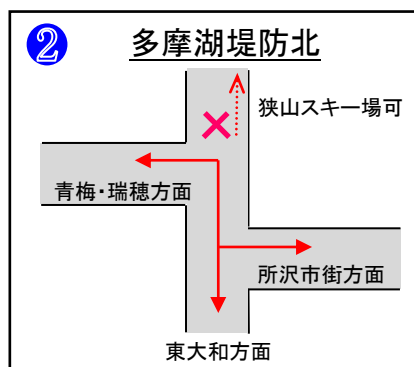 ❷ 多摩湖堤防北
狭山スキー場可
青梅・瑞穂方面
所沢市街方面
東大和方面